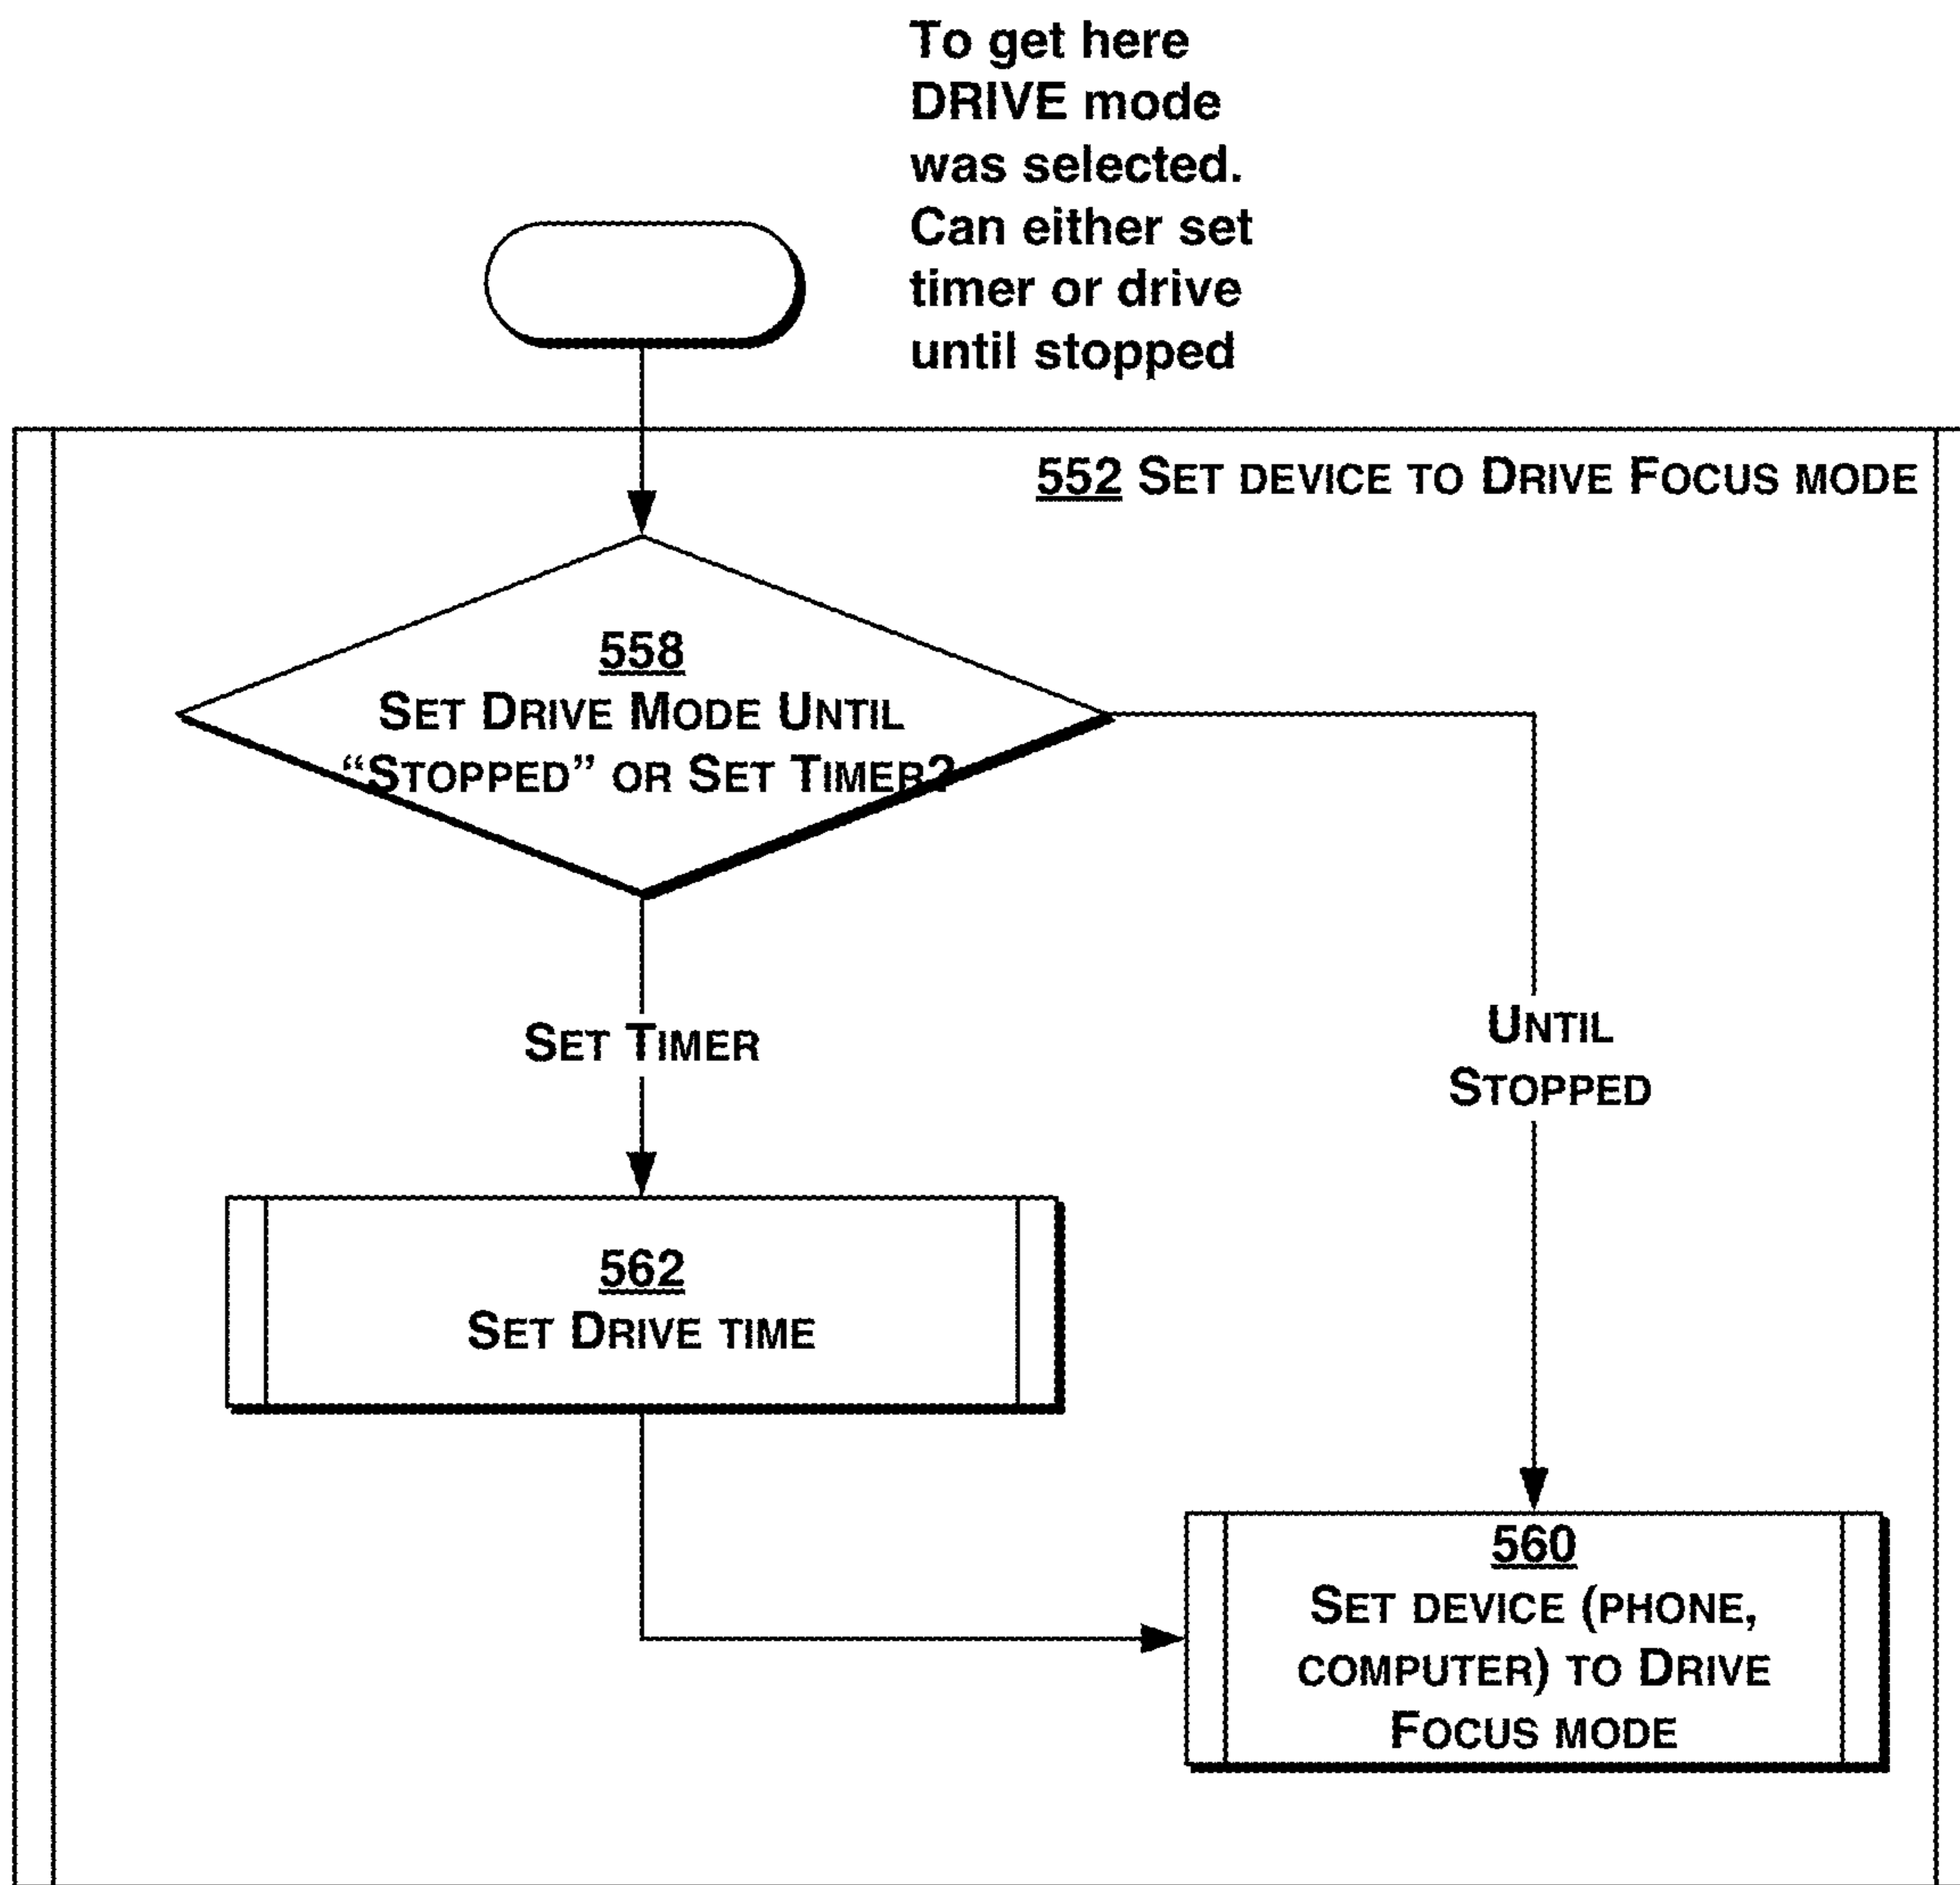 To get here
DRIVE mode
was selected.
Can either set
timer or drive
until stopped
552 SET DEVICE TO DRIVE FOCUS MODE
558
SET DRIVE MODE UNTIL
“STOPPED” OR SET TIMER?
SET TIMER
UNTIL
STOPPED
562
SET DRIVE TIME
560
SET DEVICE (PHONE,
COMPUTER) TO DRIVE
FOCUS MODE